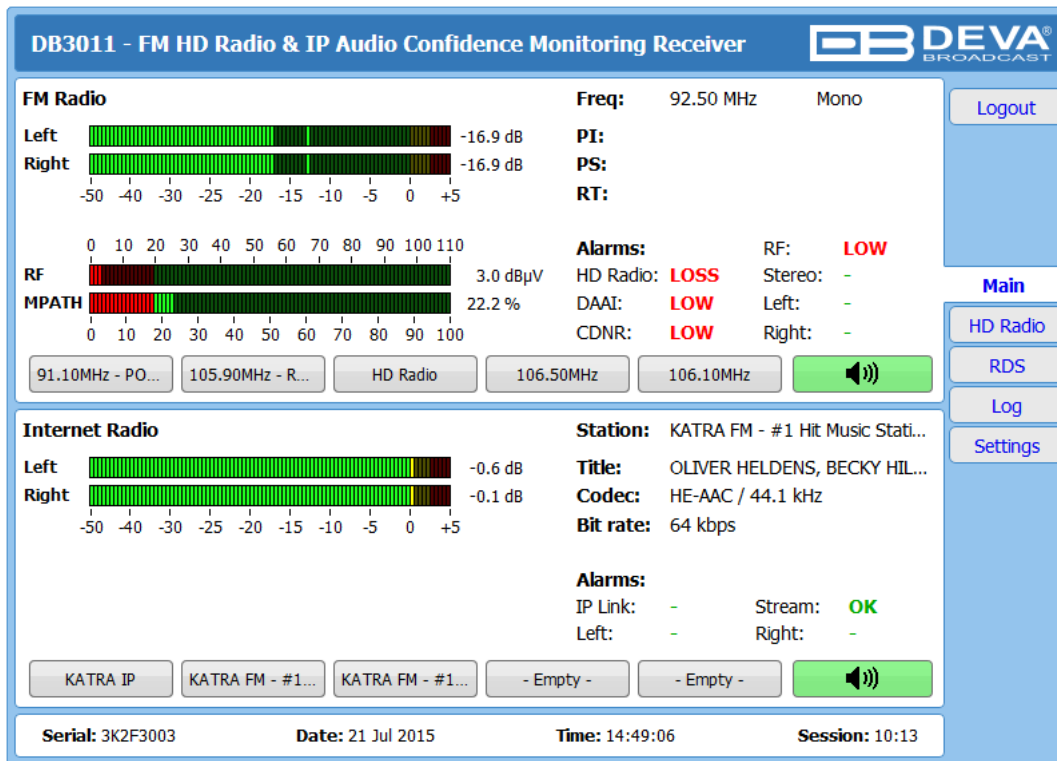 DB3011 - FM HD Radio & IP Audio Confidence Monitoring Receiver
DEVA®
BROADCAST
Logout
Main
HD Radio
RDS
Log
Settings
FM Radio
Freq: 92.50 MHz Mono
Left -16.9 dB
PI:
Right -16.9 dB
PS:
-50 -40 -30 -25 -20 -15 -10 -5 0 +5
RT:
0 10 20 30 40 50 60 70 80 90 100 110
Alarms: RF: LOW
RF 3.0 dBµV
HD Radio: LOSS Stereo: -
MPATH 22.2 %
DAAI: LOW Left: -
0 10 20 30 40 50 60 70 80 90 100
CDNR: LOW Right: -
91.10MHz - PO... 105.90MHz - R... HD Radio 106.50MHz 106.10MHz
Internet Radio
Station: KATRA FM - #1 Hit Music Stati...
Left -0.6 dB
Title: OLIVER HELDENS, BECKY HIL...
Right -0.1 dB
Codec: HE-AAC / 44.1 kHz
-50 -40 -30 -25 -20 -15 -10 -5 0 +5
Bit rate: 64 kbps
Alarms:
IP Link: - Stream: OK
Left: - Right: -
KATRA IP KATRA FM - #1... KATRA FM - #1... - Empty - - Empty -
Serial: 3K2F3003 Date: 21 Jul 2015 Time: 14:49:06 Session: 10:13